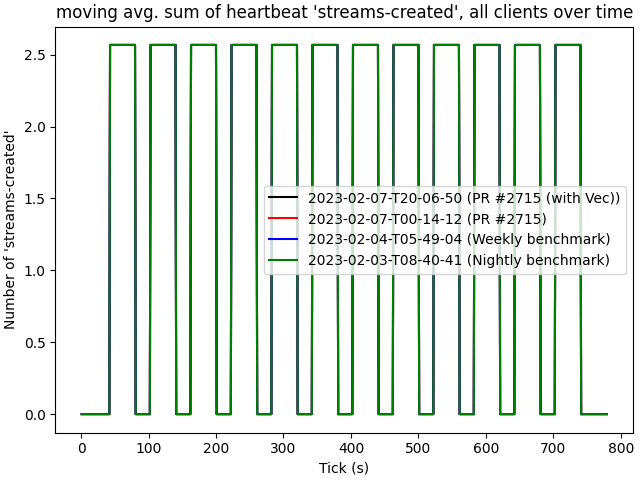 moving avg. sum of heartbeat 'streams-created', all clients over time
Number of 'streams-created'
2.5
2.0
1.5
1.0
0.5
0.0
2023-02-07-T20-06-50 (PR #2715 (with Vec))
2023-02-07-T00-14-12 (PR #2715)
2023-02-04-T05-49-04 (Weekly benchmark)
2023-02-03-T08-40-41 (Nightly benchmark)
0 100 200 300 400 500 600 700 800
Tick (s)